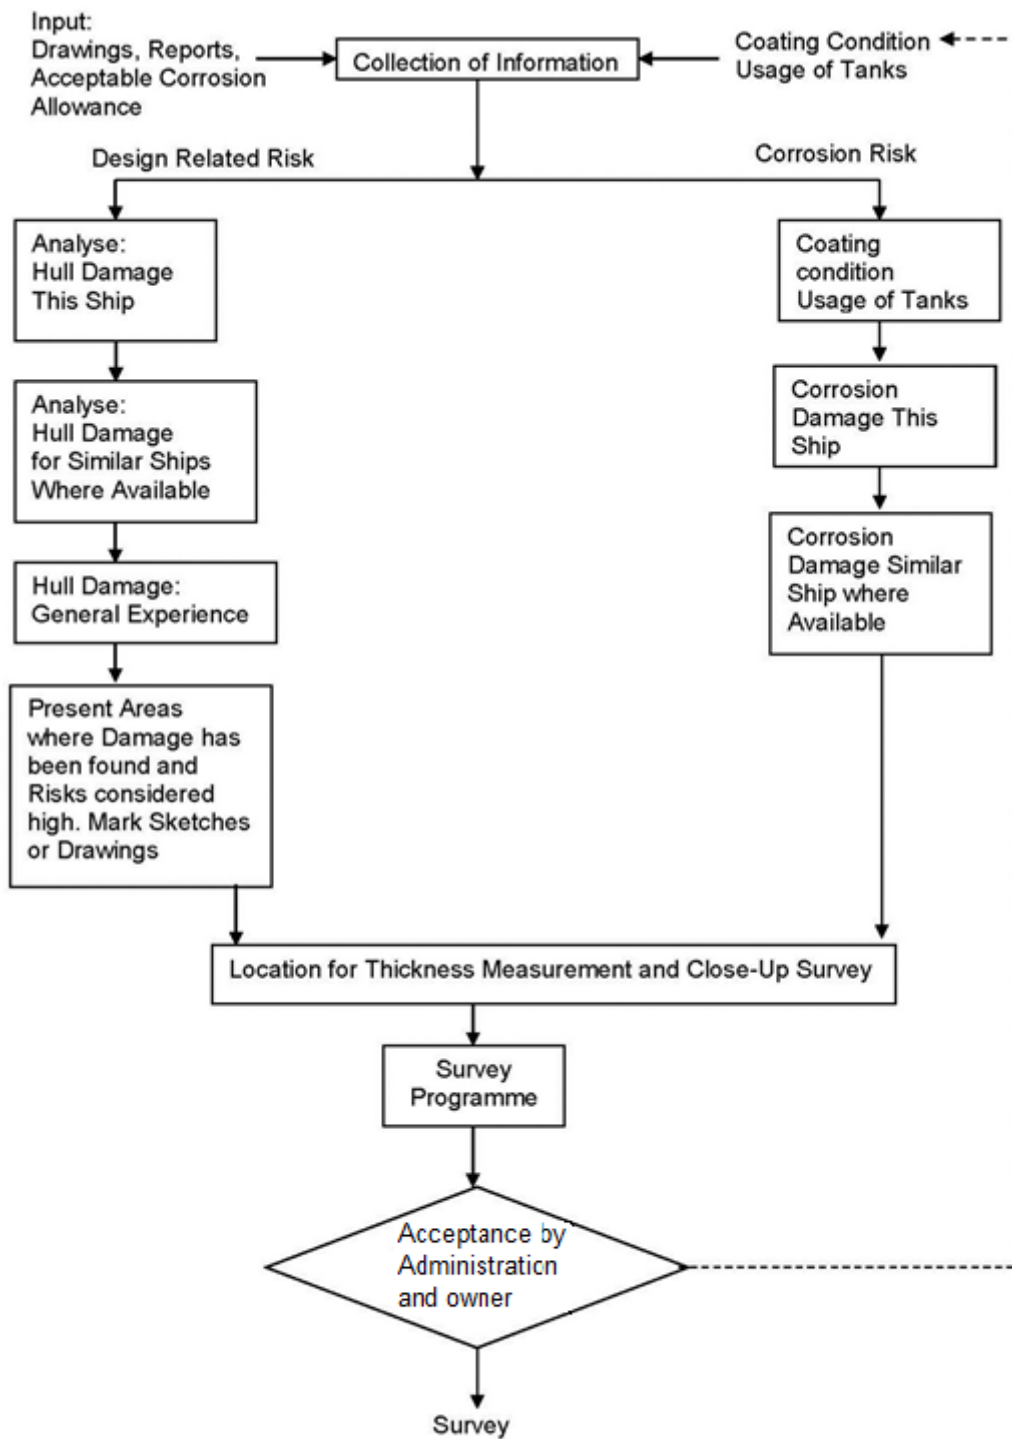 Input:
Drawings, Reports,
Acceptable Corrosion
Allowance
Collection of Information
Coating Condition
Usage of Tanks
Design Related Risk
Corrosion Risk
Analyse:
Hull Damage
This Ship
Coating
condition
Usage of Tanks
Analyse:
Hull Damage
for Similar Ships
Where Available
Corrosion
Damage This
Ship
Hull Damage:
General Experience
Corrosion
Damage Similar
Ship where
Available
Present Areas
where Damage has
been found and
Risks considered
high. Mark Sketches
or Drawings
Location for Thickness Measurement and Close-Up Survey
Survey
Programme
Acceptance by
Administration
and owner
Survey